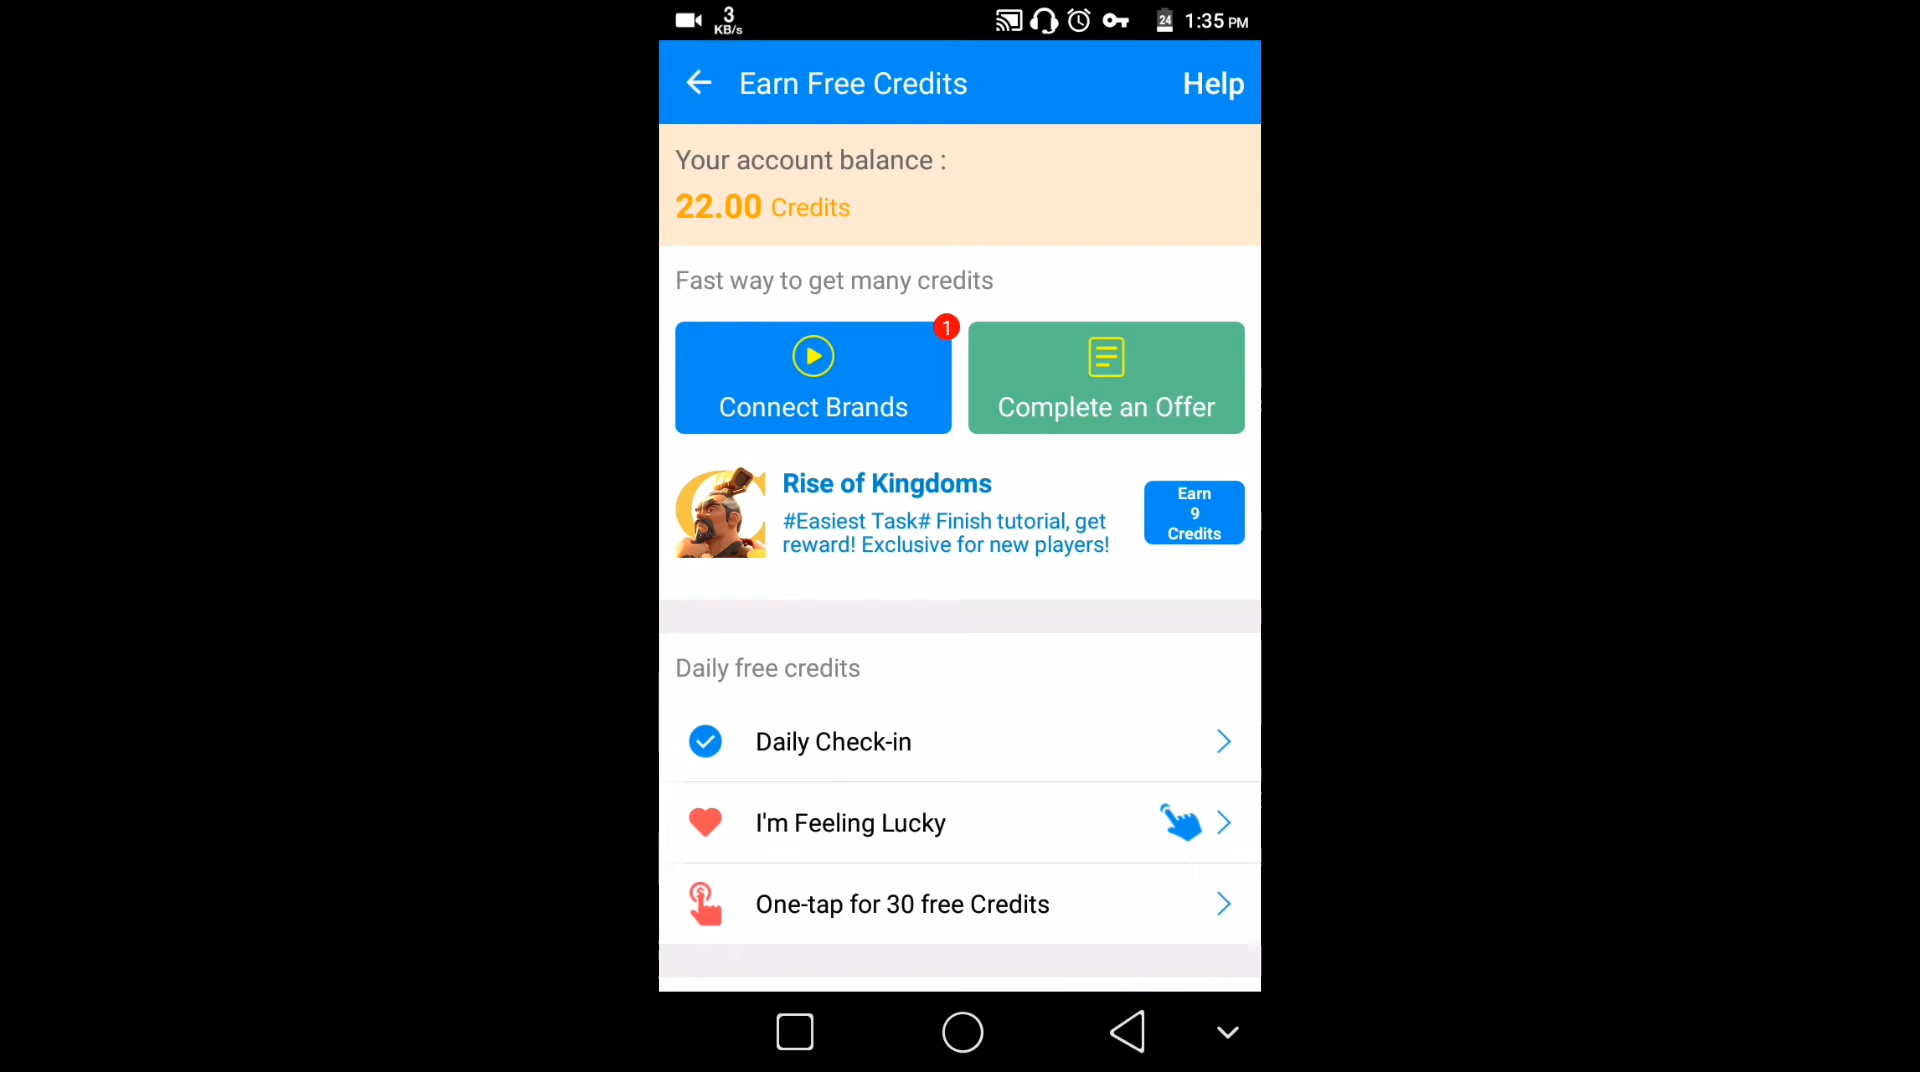 3
KB/s
24
1:35 PM
Earn Free Credits
Help
Your account balance :
22.00 Credits
Fast way to get many credits
1
Connect Brands
Complete an Offer
Rise of Kingdoms
#Easiest Task# Finish tutorial, get
reward! Exclusive for new players!
Earn
9
Credits
Daily free credits
Daily Check-in
I'm Feeling Lucky
One-tap for 30 free Credits